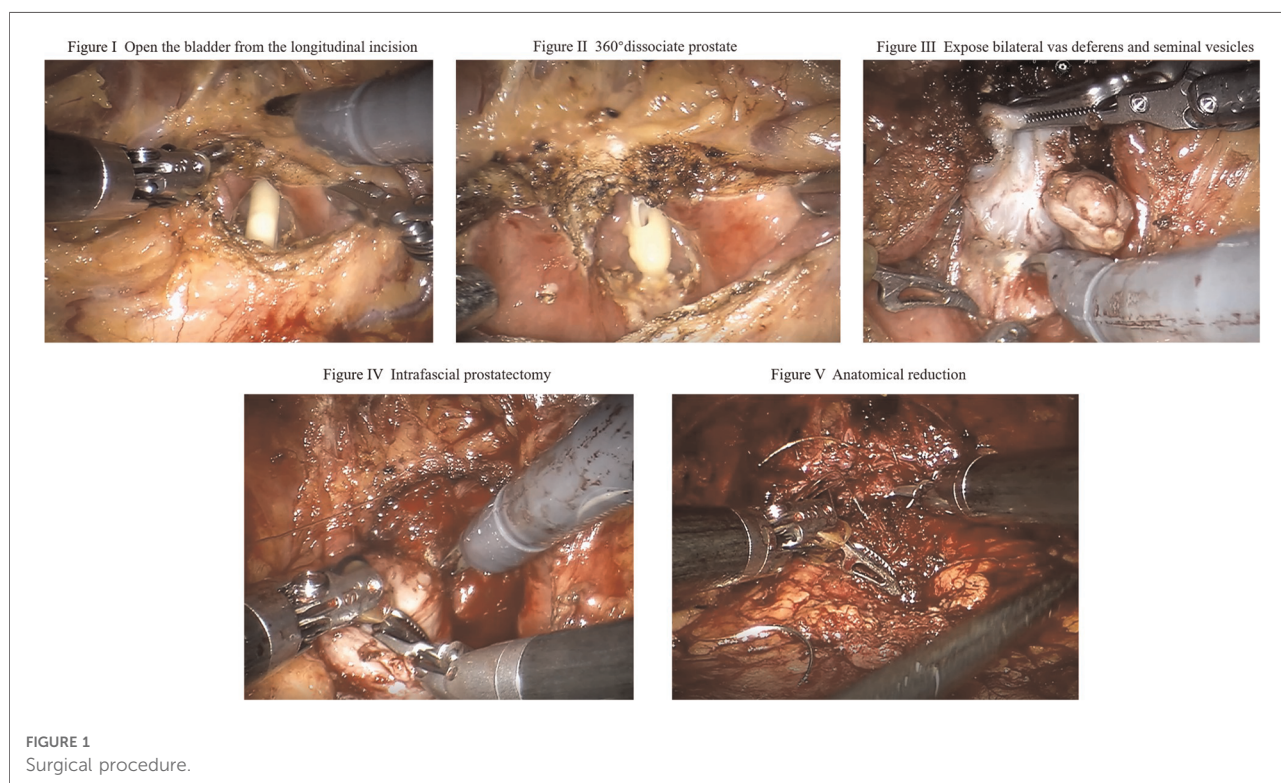 Figure I Open the bladder from the longitudinal incision
Figure II 360°dissociate prostate
Figure III Expose bilateral vas deferens and seminal vesicles
Figure IV Intrafascial prostatectomy
Figure V Anatomical reduction
FIGURE 1
Surgical procedure.